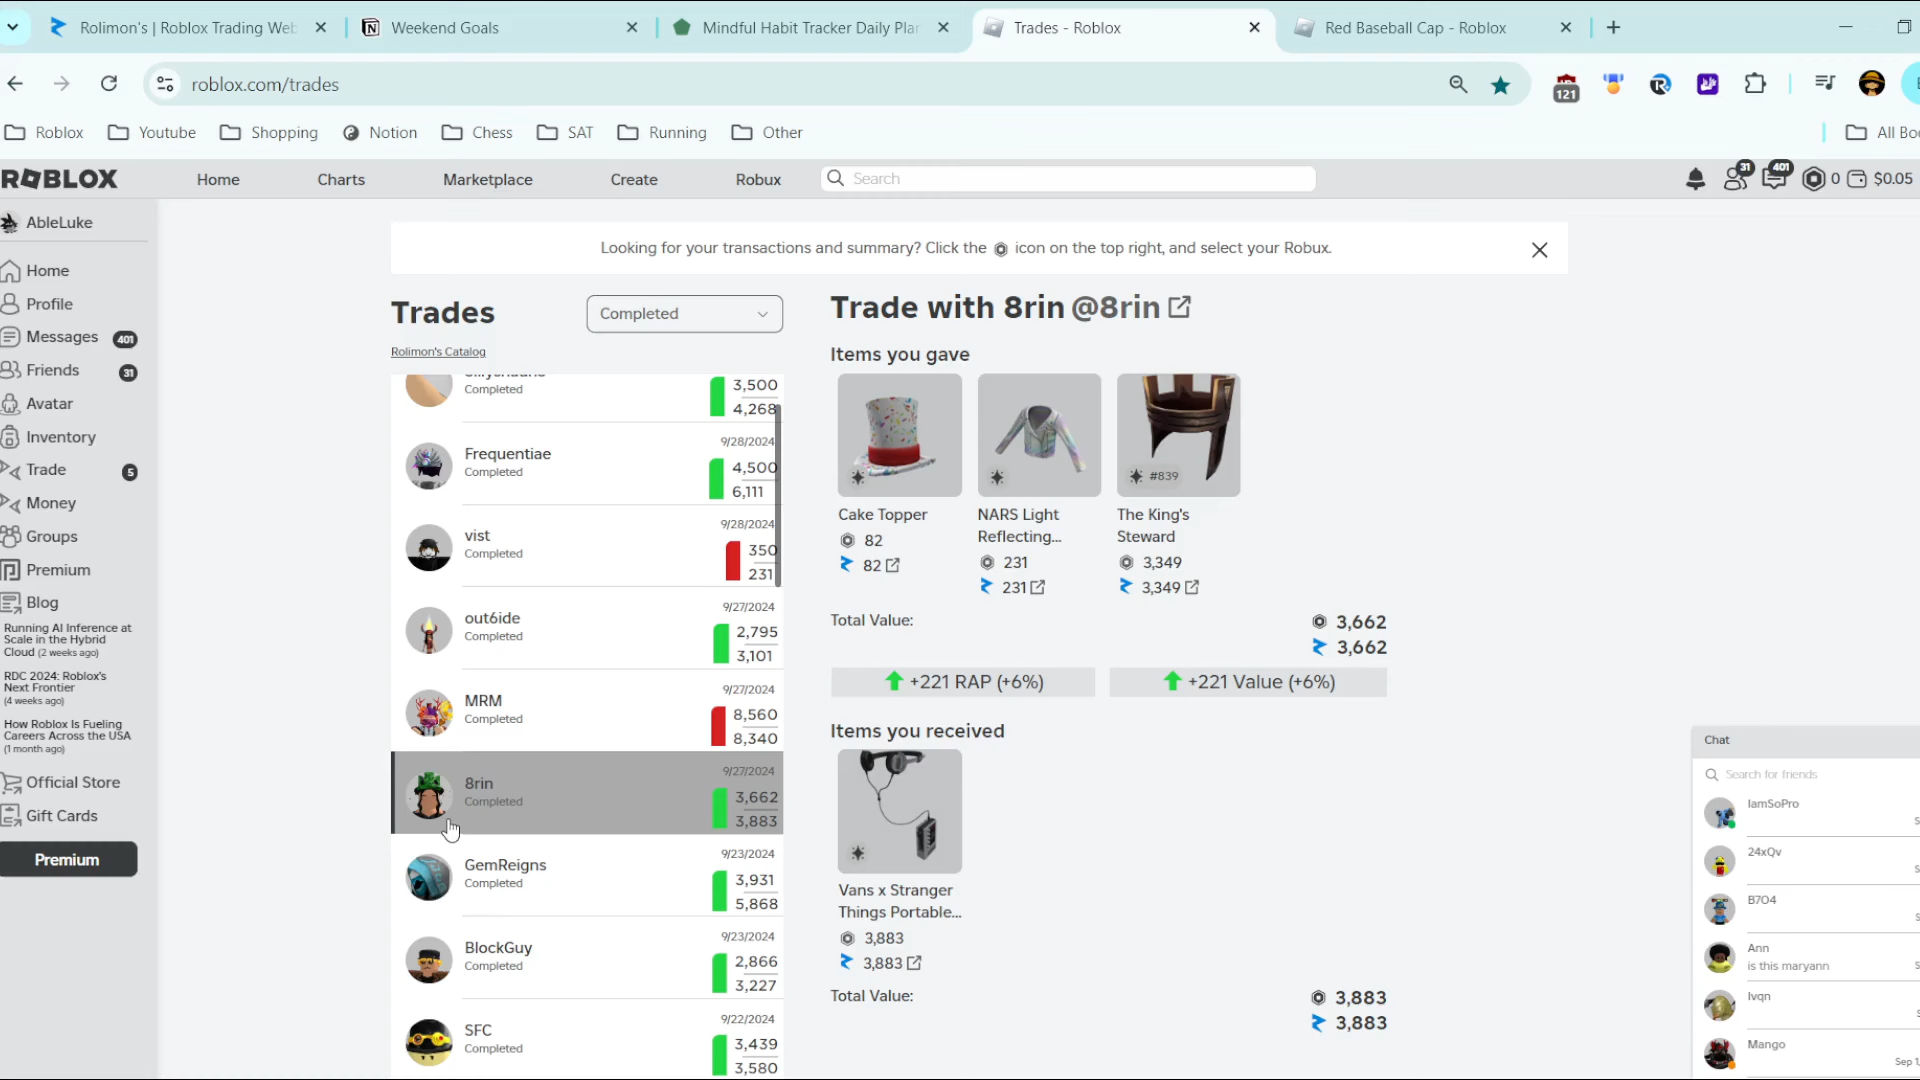 Rolimon's | Roblox Trading Web
Weekend Goals
Mindful Habit Tracker Daily Plan
Trades - Roblox
Red Baseball Cap - Roblox
roblox.com/trades
121
Roblox
Youtube
Shopping
Notion
Chess
SAT
Running
Other
All Boo
ROBLOX
Home
Charts
Marketplace
Create
Robux
Search
31
401
0
$0.05
AbleLuke
Home
Profile
Messages 401
Friends 31
Avatar
Inventory
Trade 5
Money
Groups
Premium
Blog
Running AI Inference at
Scale in the Hybrid
Cloud (2 weeks ago)
RDC 2024: Roblox's
Next Frontier
(4 weeks ago)
How Roblox Is Fueling
Careers Across the USA
(1 month ago)
Official Store
Gift Cards
Premium
Looking for your transactions and summary? Click the icon on the top right, and select your Robux.
Trades
Completed
Rolimon's Catalog
Completed
3,500
4,268
9/28/2024
Frequentiae
Completed
4,500
6,111
9/28/2024
vist
Completed
350
231
9/27/2024
out6ide
Completed
2,795
3,101
9/27/2024
MRM
Completed
8,560
8,340
9/27/2024
8rin
Completed
3,662
3,883
9/23/2024
GemReigns
Completed
3,931
5,868
9/23/2024
BlockGuy
Completed
2,866
3,227
9/22/2024
SFC
Completed
3,439
3,580
Trade with 8rin @8rin
Items you gave
#839
Cake Topper
82
82
NARS Light
Reflecting...
231
231
The King's
Steward
3,349
3,349
Total Value:
3,662
3,662
+221 RAP (+6%)
+221 Value (+6%)
Items you received
Vans x Stranger
Things Portable...
3,883
3,883
Total Value:
3,883
3,883
Chat
Search for friends
IamSoPro
24xQv
B7O4
Ann
is this maryann
Ivqn
Mango
Sep 1